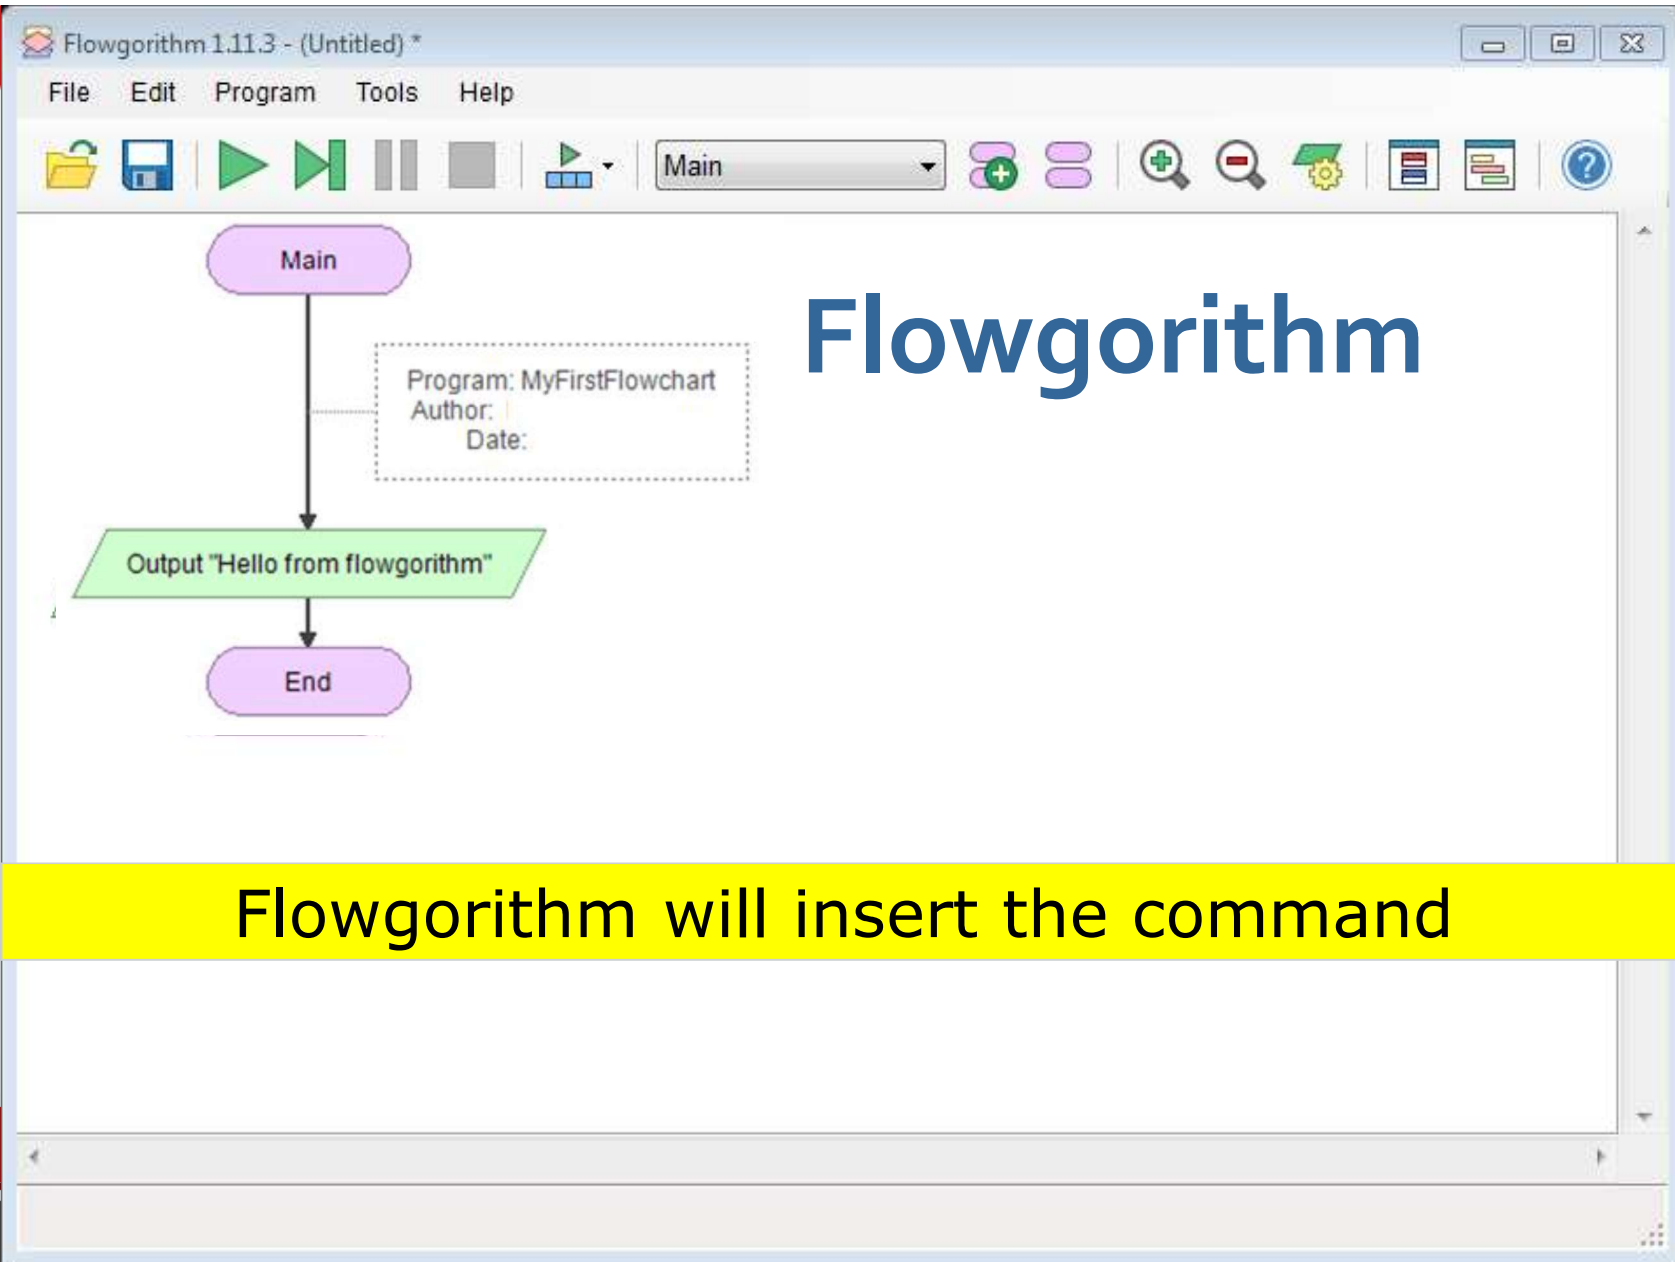 Flowgorithm 1.11.3 - (Untitled) *
File Edit Program Tools Help
Main
Main
Flowgorithm
Program: MyFirstFlowchart
Author:
Date:
Output "Hello from flowgorithm"
End
Flowgorithm will insert the command